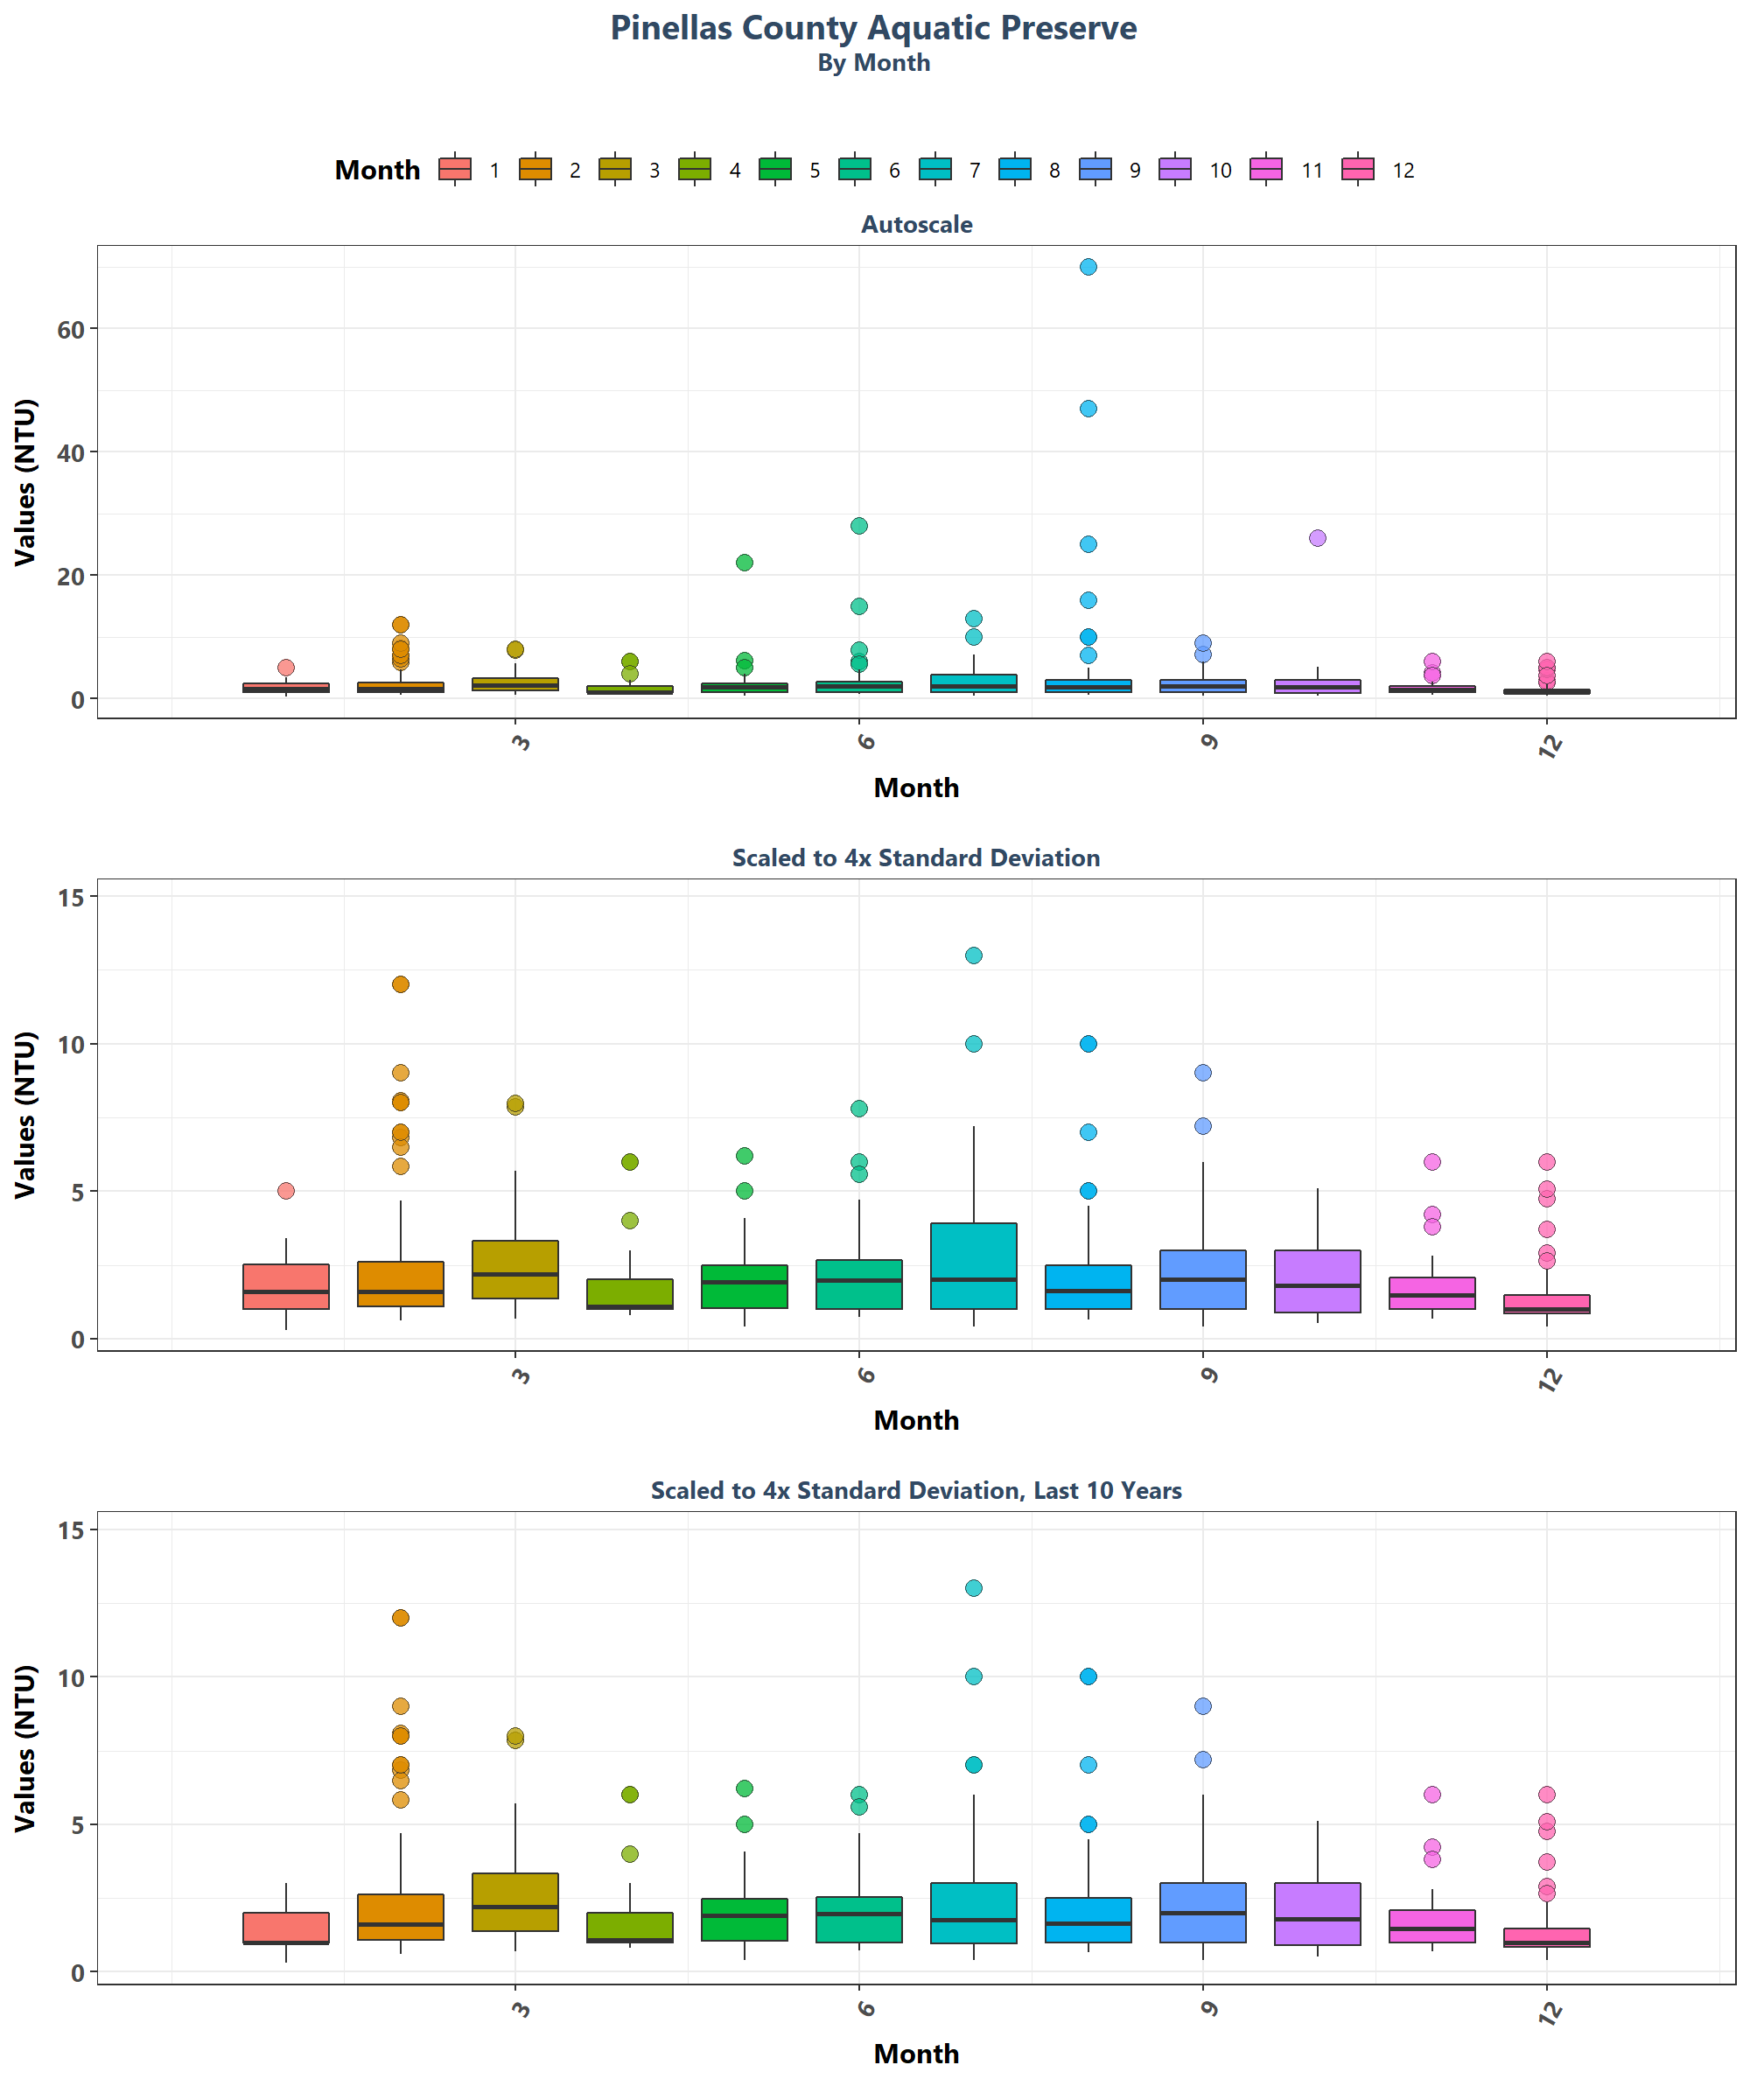 Pinellas County Aquatic Preserve
By Month
Month 1 2 3 4 5 6 7 8 9 10 11 12
Autoscale
Values (NTU)
60
40
20
0
3 6 9 12
Month
Scaled to 4x Standard Deviation
Values (NTU)
15
10
5
0
3 6 9 12
Month
Scaled to 4x Standard Deviation, Last 10 Years
Values (NTU)
15
10
5
0
3 6 9 12
Month